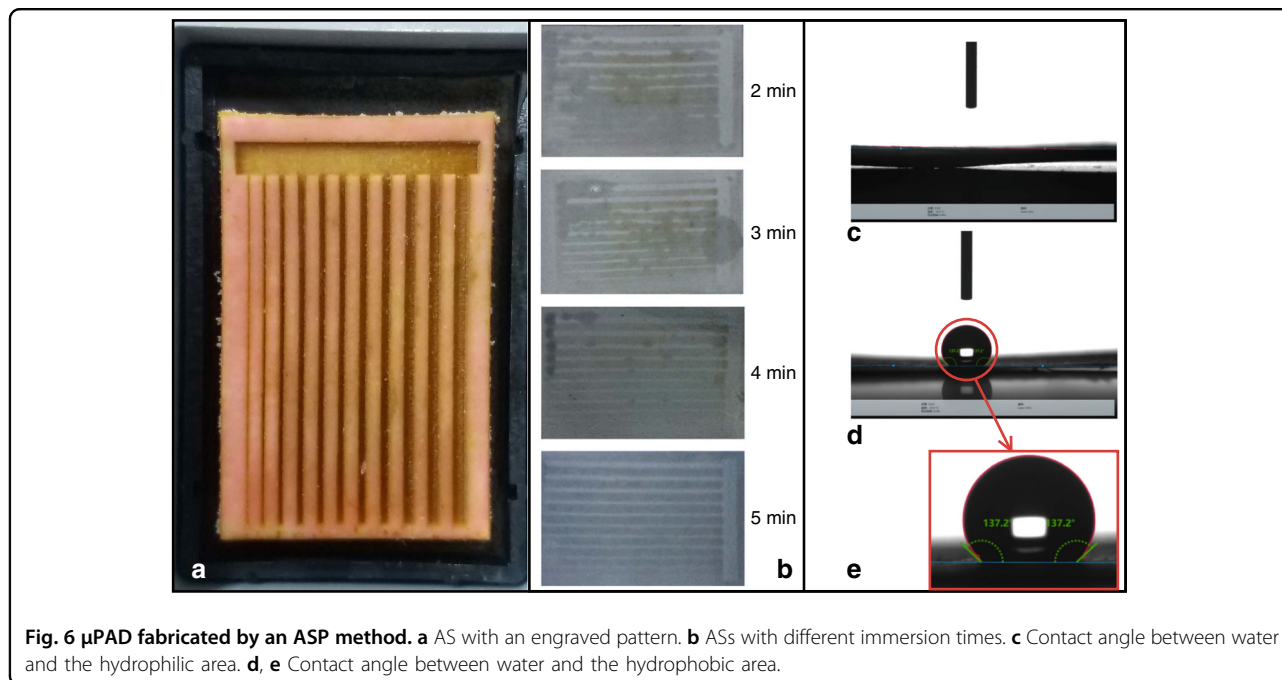 2 min
3 min
4 min
5 min
a
b
c
d
137.2°
137.2°
e
Fig. 6 µPAD fabricated by an ASP method. a AS with an engraved pattern. b ASs with different immersion times. c Contact angle between water
and the hydrophilic area. d, e Contact angle between water and the hydrophobic area.